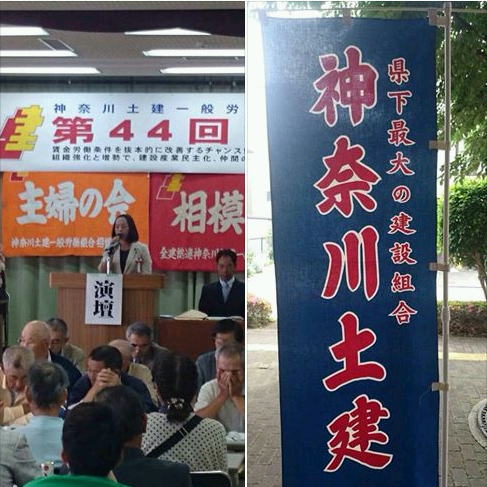 神奈川土建一般労
第44回
賃金労働条件を抜本的に改善するチャンス
組織強化と増勢で、建設産業民主化、仲間の
主婦の会
神奈川土建一般労働組合相模
相模
全建総連神奈川
演壇
県下最大の建設組合
神奈川土建